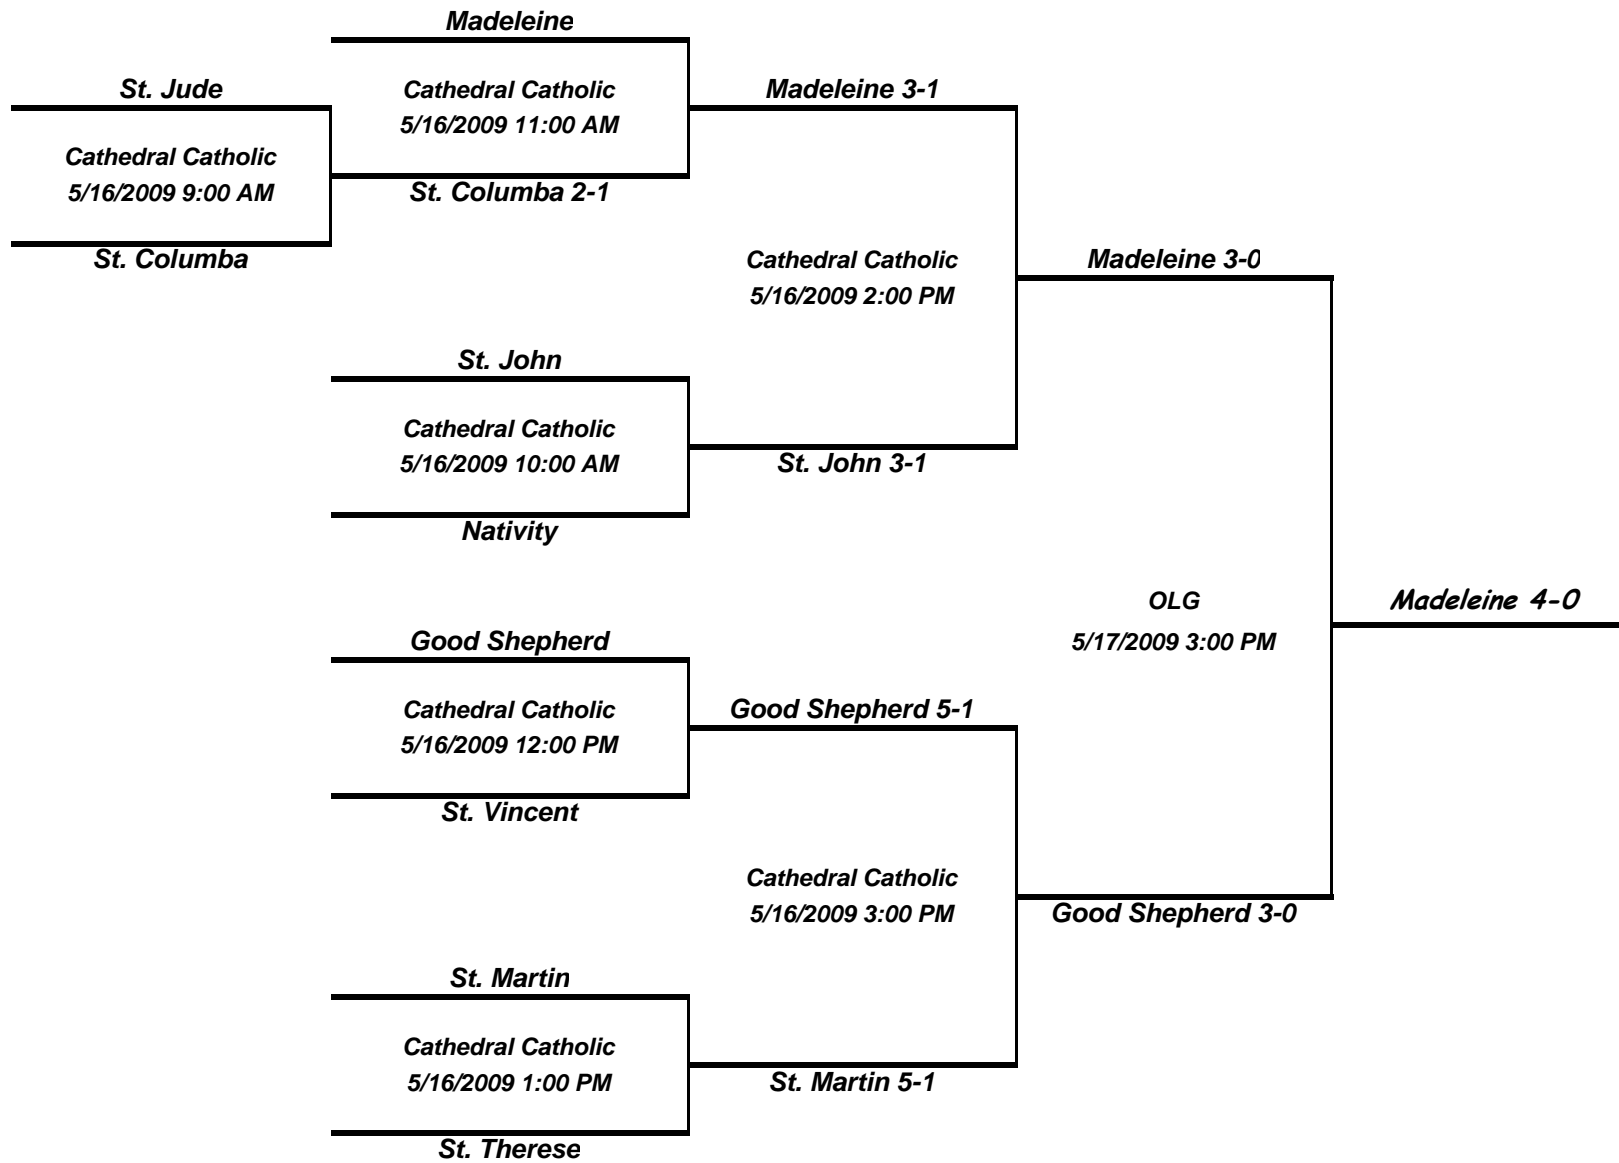 Madeleine
St. Jude
Cathedral Catholic
5/16/2009 11:00 AM
Madeleine 3-1
Cathedral Catholic
5/16/2009 9:00 AM
St. Columba 2-1
St. Columba
Cathedral Catholic
5/16/2009 2:00 PM
Madeleine 3-0
St. John
Cathedral Catholic
5/16/2009 10:00 AM
St. John 3-1
Nativity
OLG
5/17/2009 3:00 PM
Madeleine 4-0
Good Shepherd
Cathedral Catholic
5/16/2009 12:00 PM
Good Shepherd 5-1
St. Vincent
Cathedral Catholic
5/16/2009 3:00 PM
Good Shepherd 3-0
St. Martin
Cathedral Catholic
5/16/2009 1:00 PM
St. Martin 5-1
St. Therese